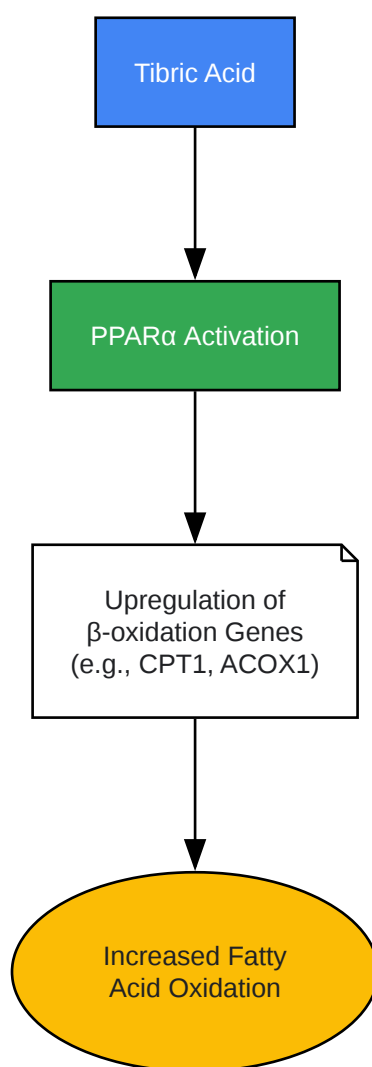 Tibric Acid
PPARα Activation
Upregulation of
β-oxidation Genes
(e.g., CPT1, ACOX1)
Increased Fatty
Acid Oxidation